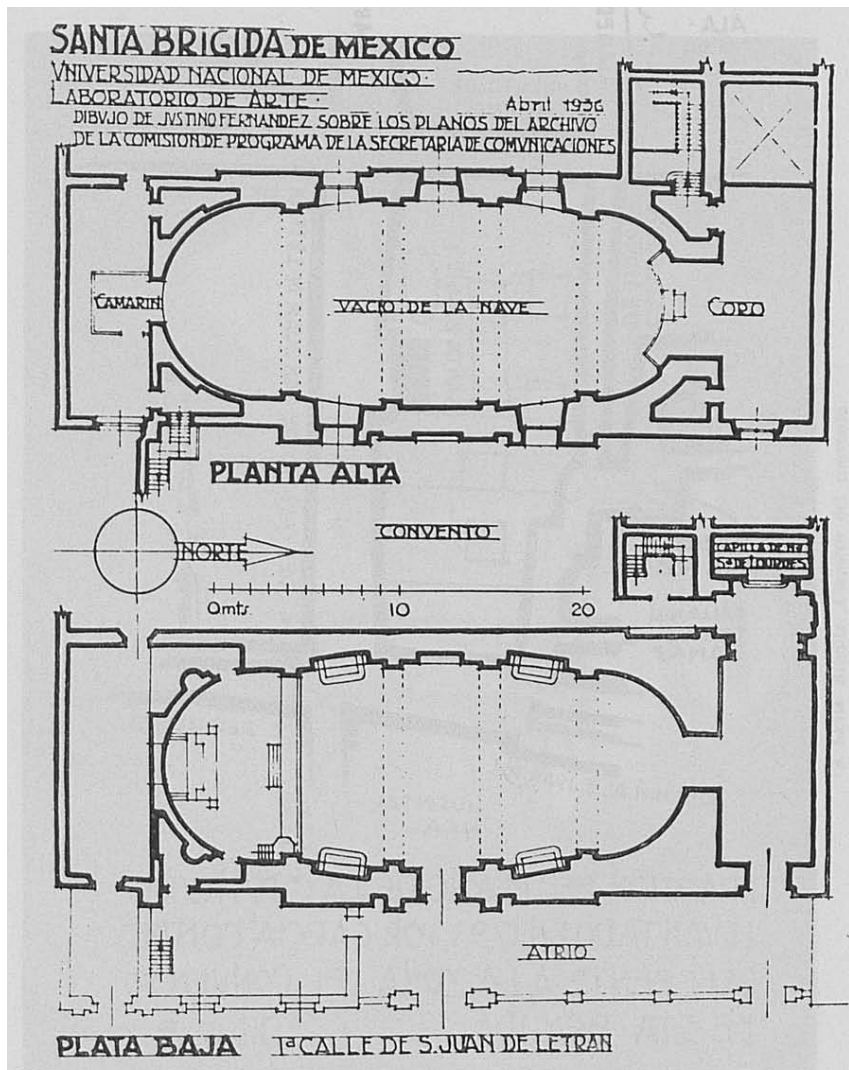 SANTA BRIGIDA DE MEXICO
VNIVERSIDAD NACIONAL DE MEXICO·
LABORATORIO DE ARTE· Abril 1936
DIBUJO DE JVSTINO FERNANDEZ SOBRE LOS PLANOS DEL ARCHIVO
DE LA COMISION DE PROGRAMA DE LA SECRETARIA DE COMVNICACIONES
CAMARIN
VACIO DE LA NAVE
CORO
PLANTA ALTA
CONVENTO
NORTE
CAPILLA DE Nª
Sª DE LOURDES
0mts. 10 20
ATRIO
PLATA BAJA 1ª CALLE DE S. JUAN DE LETRAN